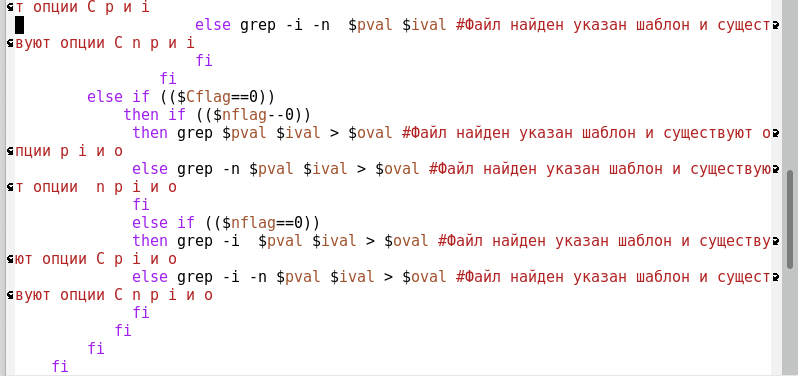 т опции C p и i
else grep -i -n  $pval $ival #Файл найден указан шаблон и сущест
вуют опции C n p и i
fi
fi
else if (($Cflag==0))
then if (($nflag--0))
then grep $pval $ival > $oval #Файл найден указан шаблон и существуют о
пции p i и o
else grep -n $pval $ival > $oval #Файл найден указан шаблон и существую
т опции  n p i и o
fi
else if (($nflag==0))
then grep -i  $pval $ival > $oval #Файл найден указан шаблон и существу
ют опции C p i и o
else grep -i -n $pval $ival > $oval #Файл найден указан шаблон и сущест
вуют опции C n p i и o
fi
fi
fi
fi